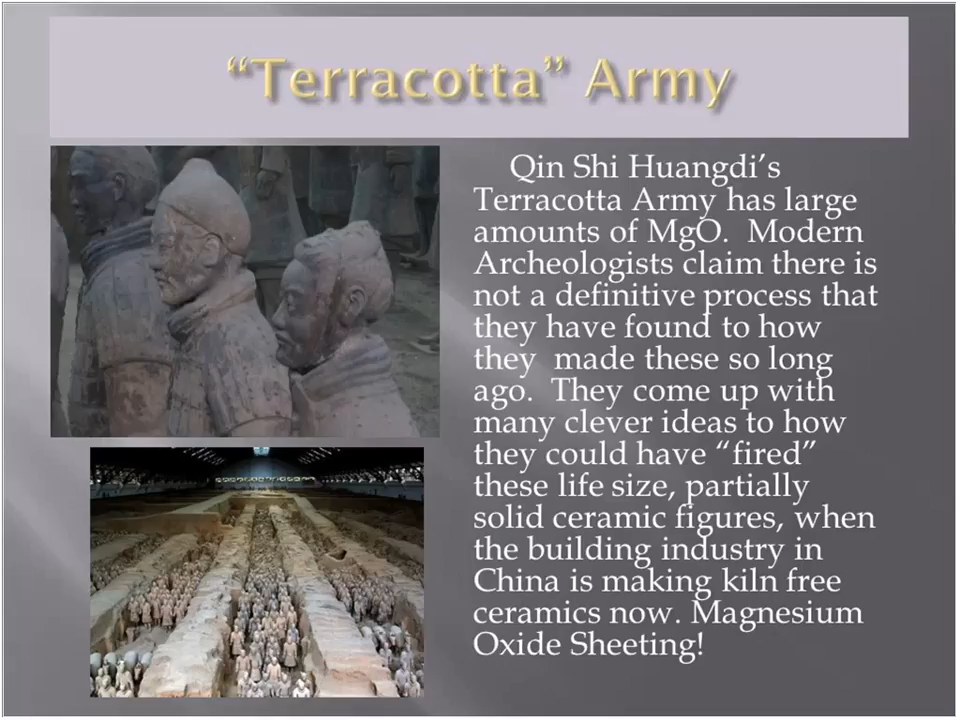 “Terracotta” Army
Qin Shi Huangdi’s
Terracotta Army has large
amounts of MgO.  Modern
Archeologists claim there is
not a definitive process that
they have found to how
they  made these so long
ago.  They come up with
many clever ideas to how
they could have “fired”
these life size, partially
solid ceramic figures, when
the building industry in
China is making kiln free
ceramics now. Magnesium
Oxide Sheeting!